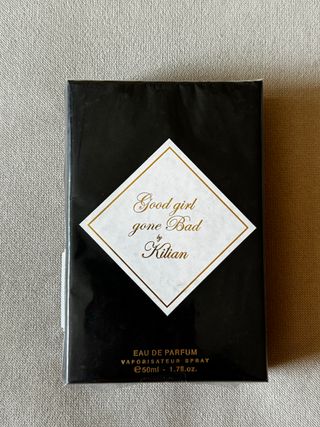 Good girl
gone Bad
by
Kilian
EAU DE PARFUM
VAPORISATEUR SPRAY
℮50ml - 1.7fl.oz.